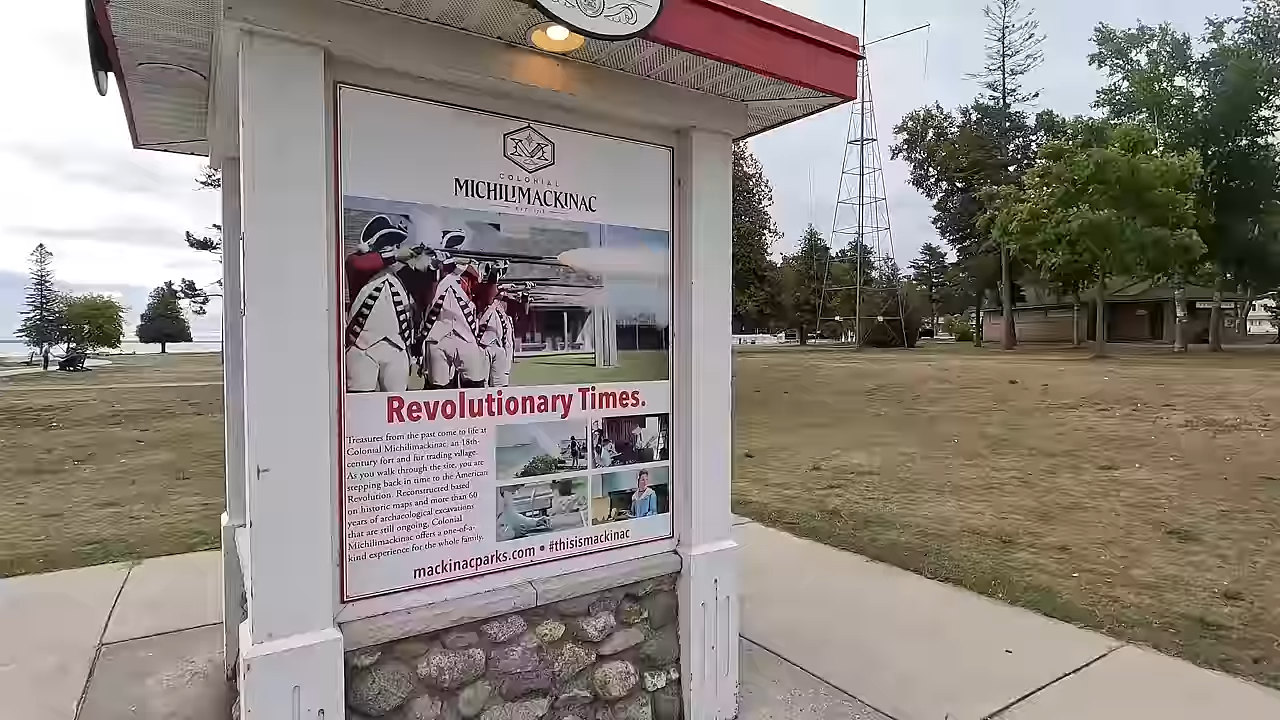 COLONIAL
MICHILIMACKINAC
Revolutionary Times.
Treasures from the past come to life at
Colonial Michilimackinac, an 18th-
century fort and fur trading village.
As you walk through the site, you are
stepping back in time to the American
Revolution. Reconstructed based
on historic maps and more than 60
years of archaeological excavations
that are still ongoing, Colonial
Michilimackinac offers a one-of-a-
kind experience for the whole family.
mackinacparks.com • #thisismackinac